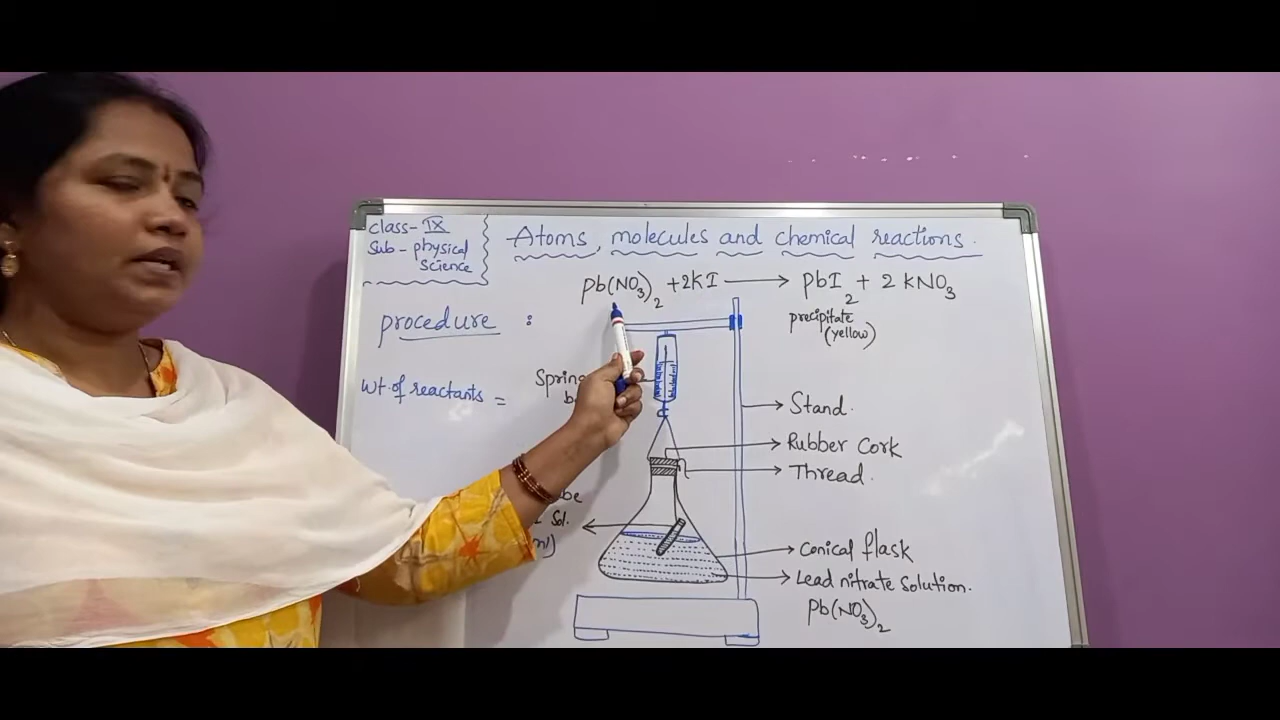 class- IX
Sub - physical
Science
Atoms, molecules and chemical reactions.
pb(NO₃)₂ + 2KI → pbI₂ + 2 KNO₃
precipitate
(yellow)
procedure :
wt. of reactants =
Stand.
Rubber Cork
Thread.
Sol.
Conical flask
Lead nitrate solution.
pb(NO₃)₂